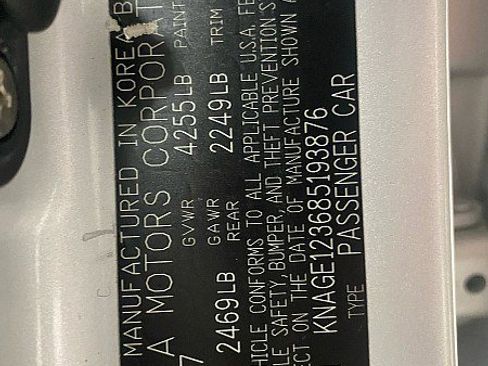 MANUFACTURED IN KOREA B
7
A MOTORS CORPORAT
GVWR 4255LB PAINT
GAWR
2469LB REAR 2249LB TRIM
HICLE CONFORMS TO ALL APPLICABLE U.S.A. FE
LE SAFETY, BUMPER, AND THEFT PREVENTION S
ECT ON THE DATE OF MANUFACTURE SHOWN A
KNAGE123685193876
TYPE PASSENGER CAR